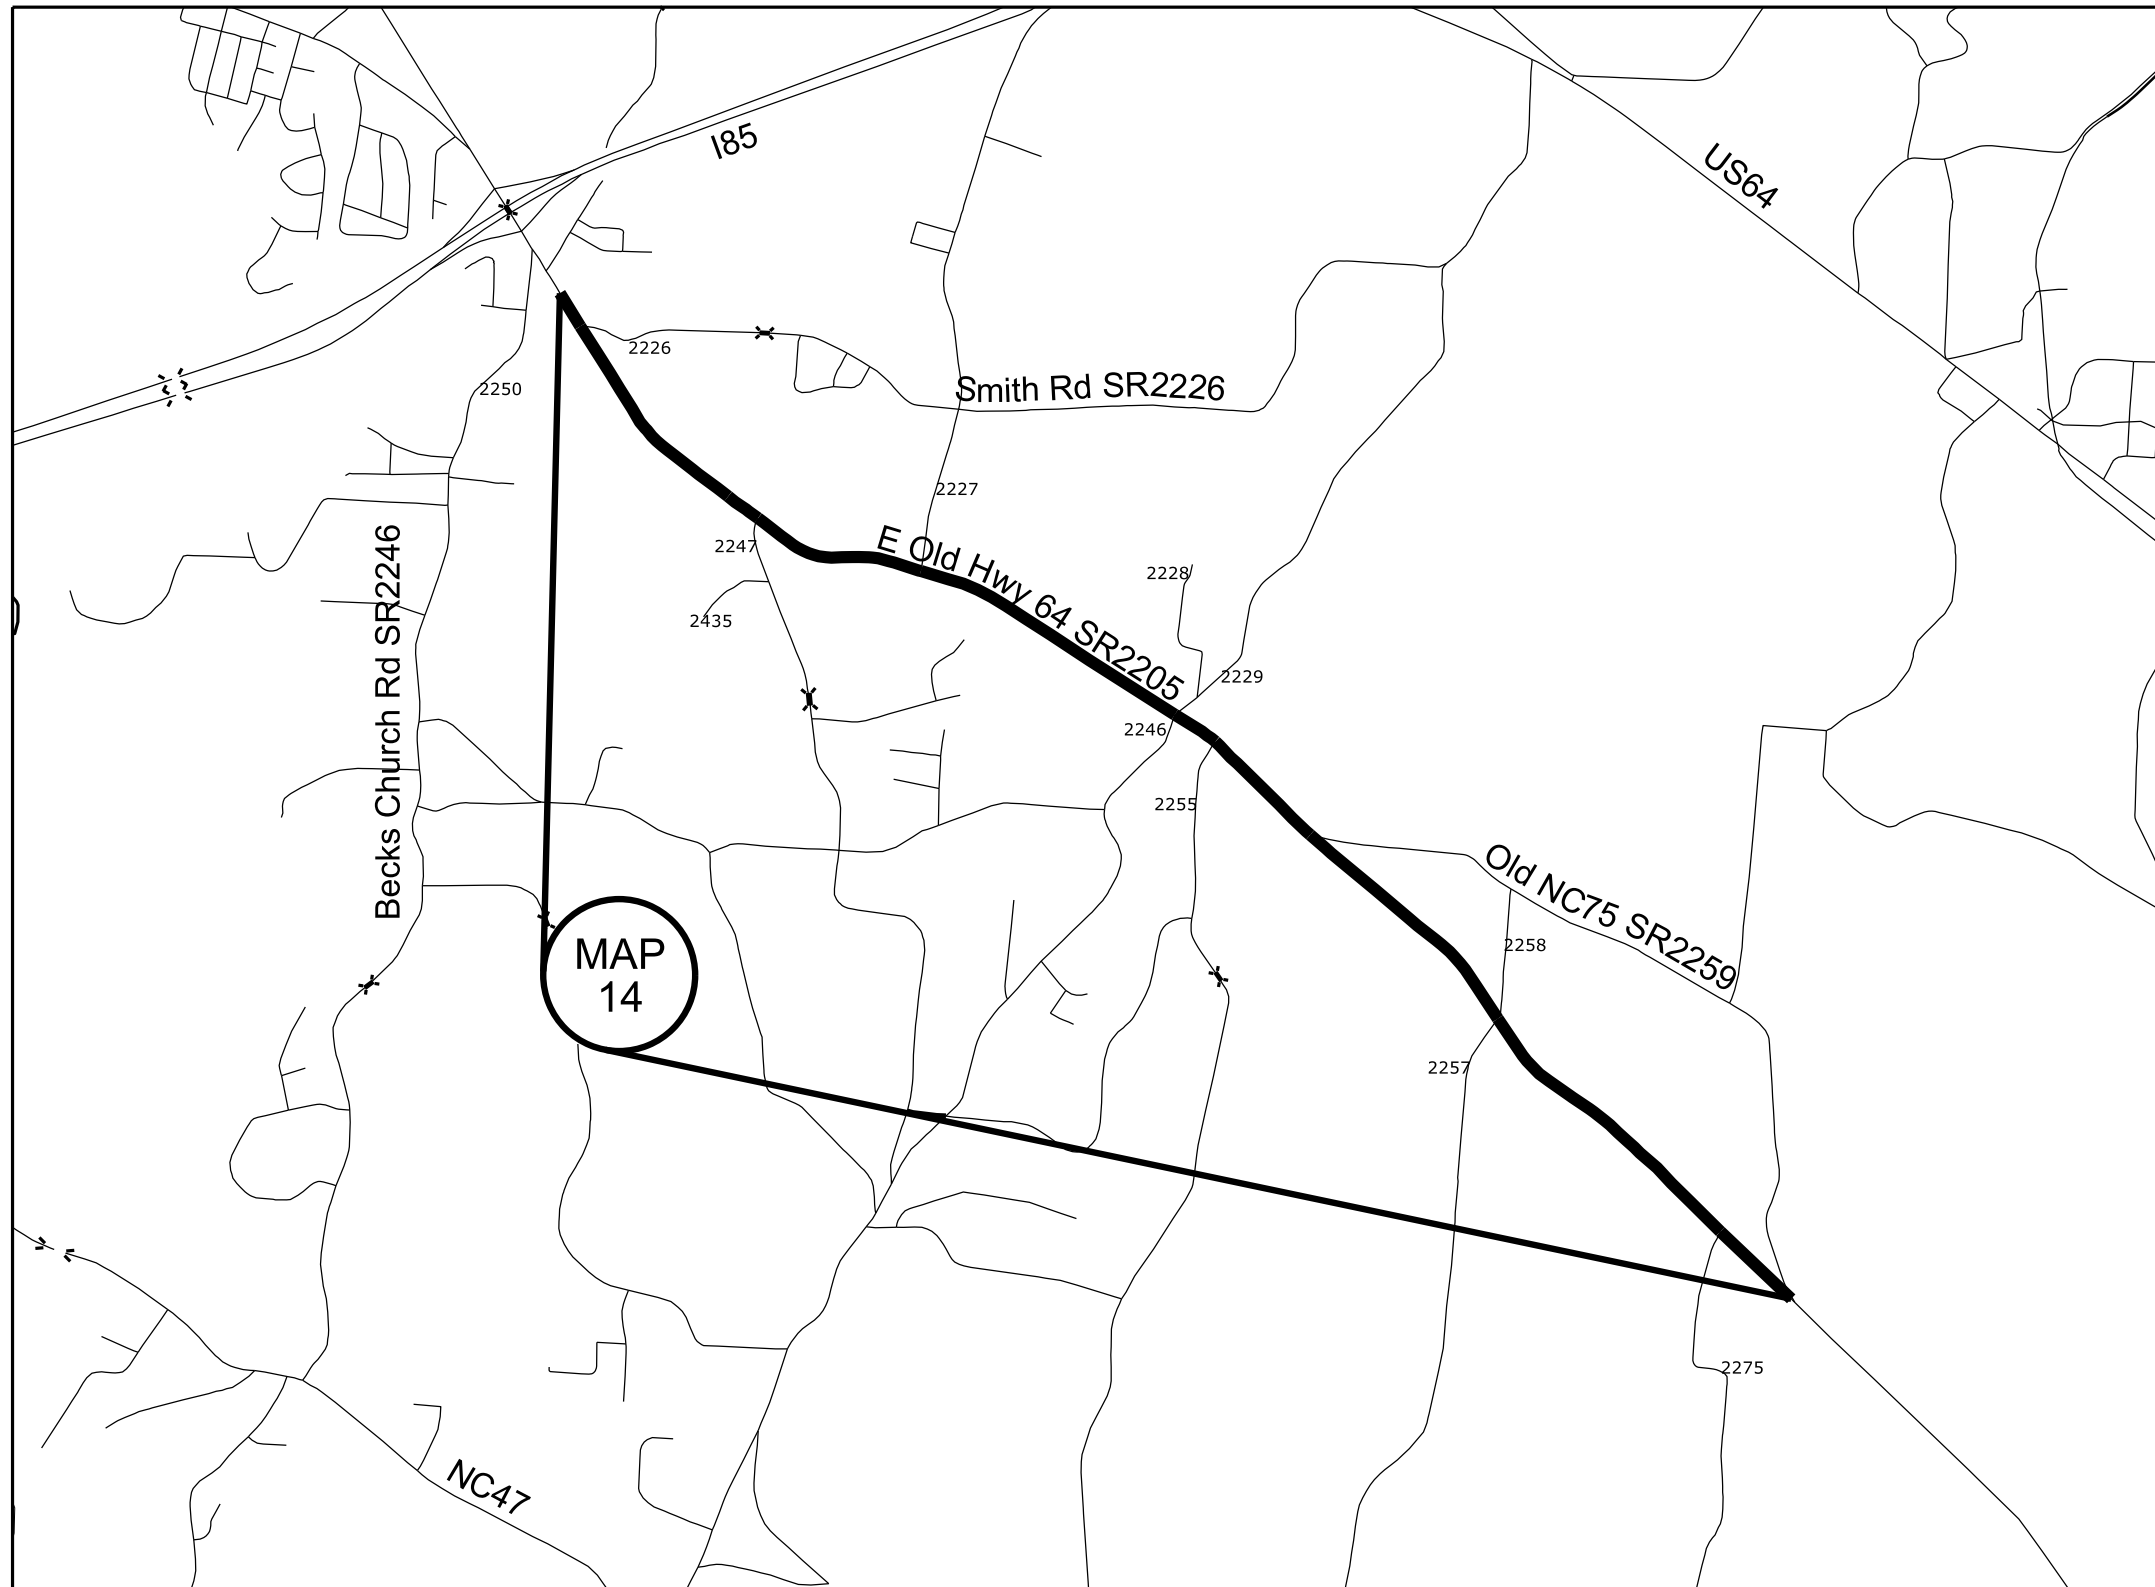 I85
US64
2226
2250
Smith Rd SR2226
2227
Becks Church Rd SR2246
2247
E Old Hwy 64 SR2205
2228
2435
2229
2246
2255
Old NC75 SR2259
MAP
14
2258
2257
2275
NC47